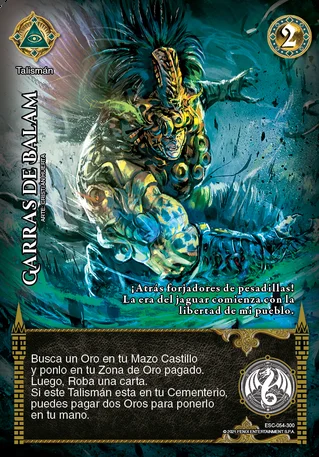 2
Talismán
GARRAS DE BALAM
¡Atrás forjadores de pesadillas!
La era del jaguar comienza con la
libertad de mi pueblo.
Busca un Oro en tu Mazo Castillo
y ponlo en tu Zona de Oro pagado.
Luego, Roba una carta.
Si este Talismán esta en tu Cementerio,
puedes pagar dos Oros para ponerlo
en tu mano.
ESC-054-300
© 2021 FENIX ENTERTAINMENT S.P.A.